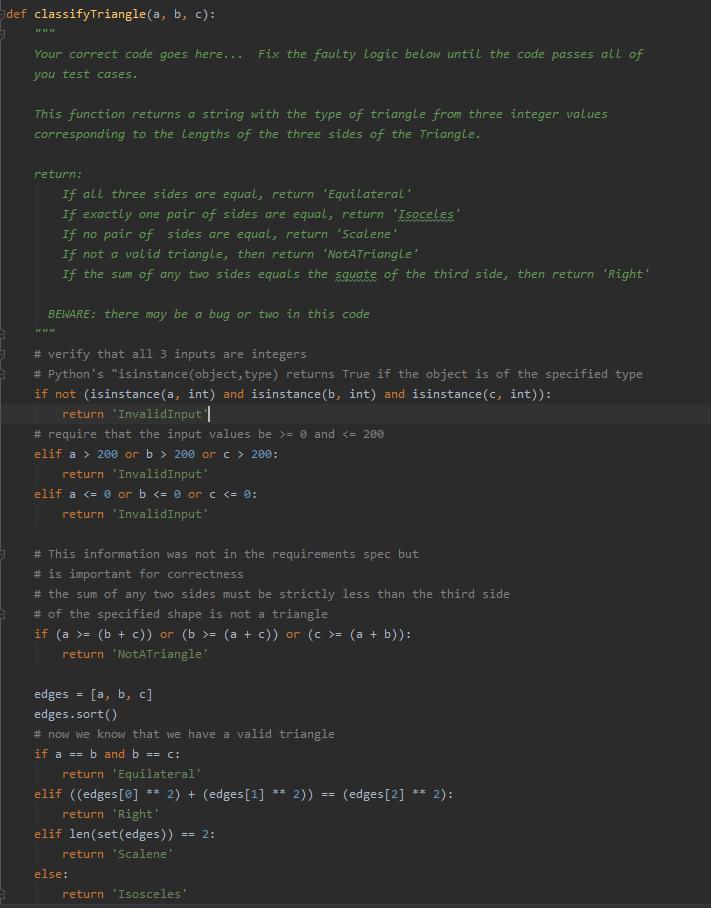 def classifyTriangle(a, b, c):
"""
Your correct code goes here...  Fix the faulty logic below until the code passes all of
you test cases.
This function returns a string with the type of triangle from three integer values
corresponding to the lengths of the three sides of the Triangle.
return:
If all three sides are equal, return 'Equilateral'
If exactly one pair of sides are equal, return 'Isoceles'
If no pair of  sides are equal, return 'Scalene'
If not a valid triangle, then return 'NotATriangle'
If the sum of any two sides equals the squate of the third side, then return 'Right'
BEWARE: there may be a bug or two in this code
"""
# verify that all 3 inputs are integers
# Python's "isinstance(object,type) returns True if the object is of the specified type
if not (isinstance(a, int) and isinstance(b, int) and isinstance(c, int)):
return 'InvalidInput'
# require that the input values be >= 0 and <= 200
elif a > 200 or b > 200 or c > 200:
return 'InvalidInput'
elif a <= 0 or b <= 0 or c <= 0:
return 'InvalidInput'
# This information was not in the requirements spec but
# is important for correctness
# the sum of any two sides must be strictly less than the third side
# of the specified shape is not a triangle
if (a >= (b + c)) or (b >= (a + c)) or (c >= (a + b)):
return 'NotATriangle'
edges = [a, b, c]
edges.sort()
# now we know that we have a valid triangle
if a == b and b == c:
return 'Equilateral'
elif ((edges[0] ** 2) + (edges[1] ** 2)) == (edges[2] ** 2):
return 'Right'
elif len(set(edges)) == 2:
return 'Scalene'
else:
return 'Isosceles'